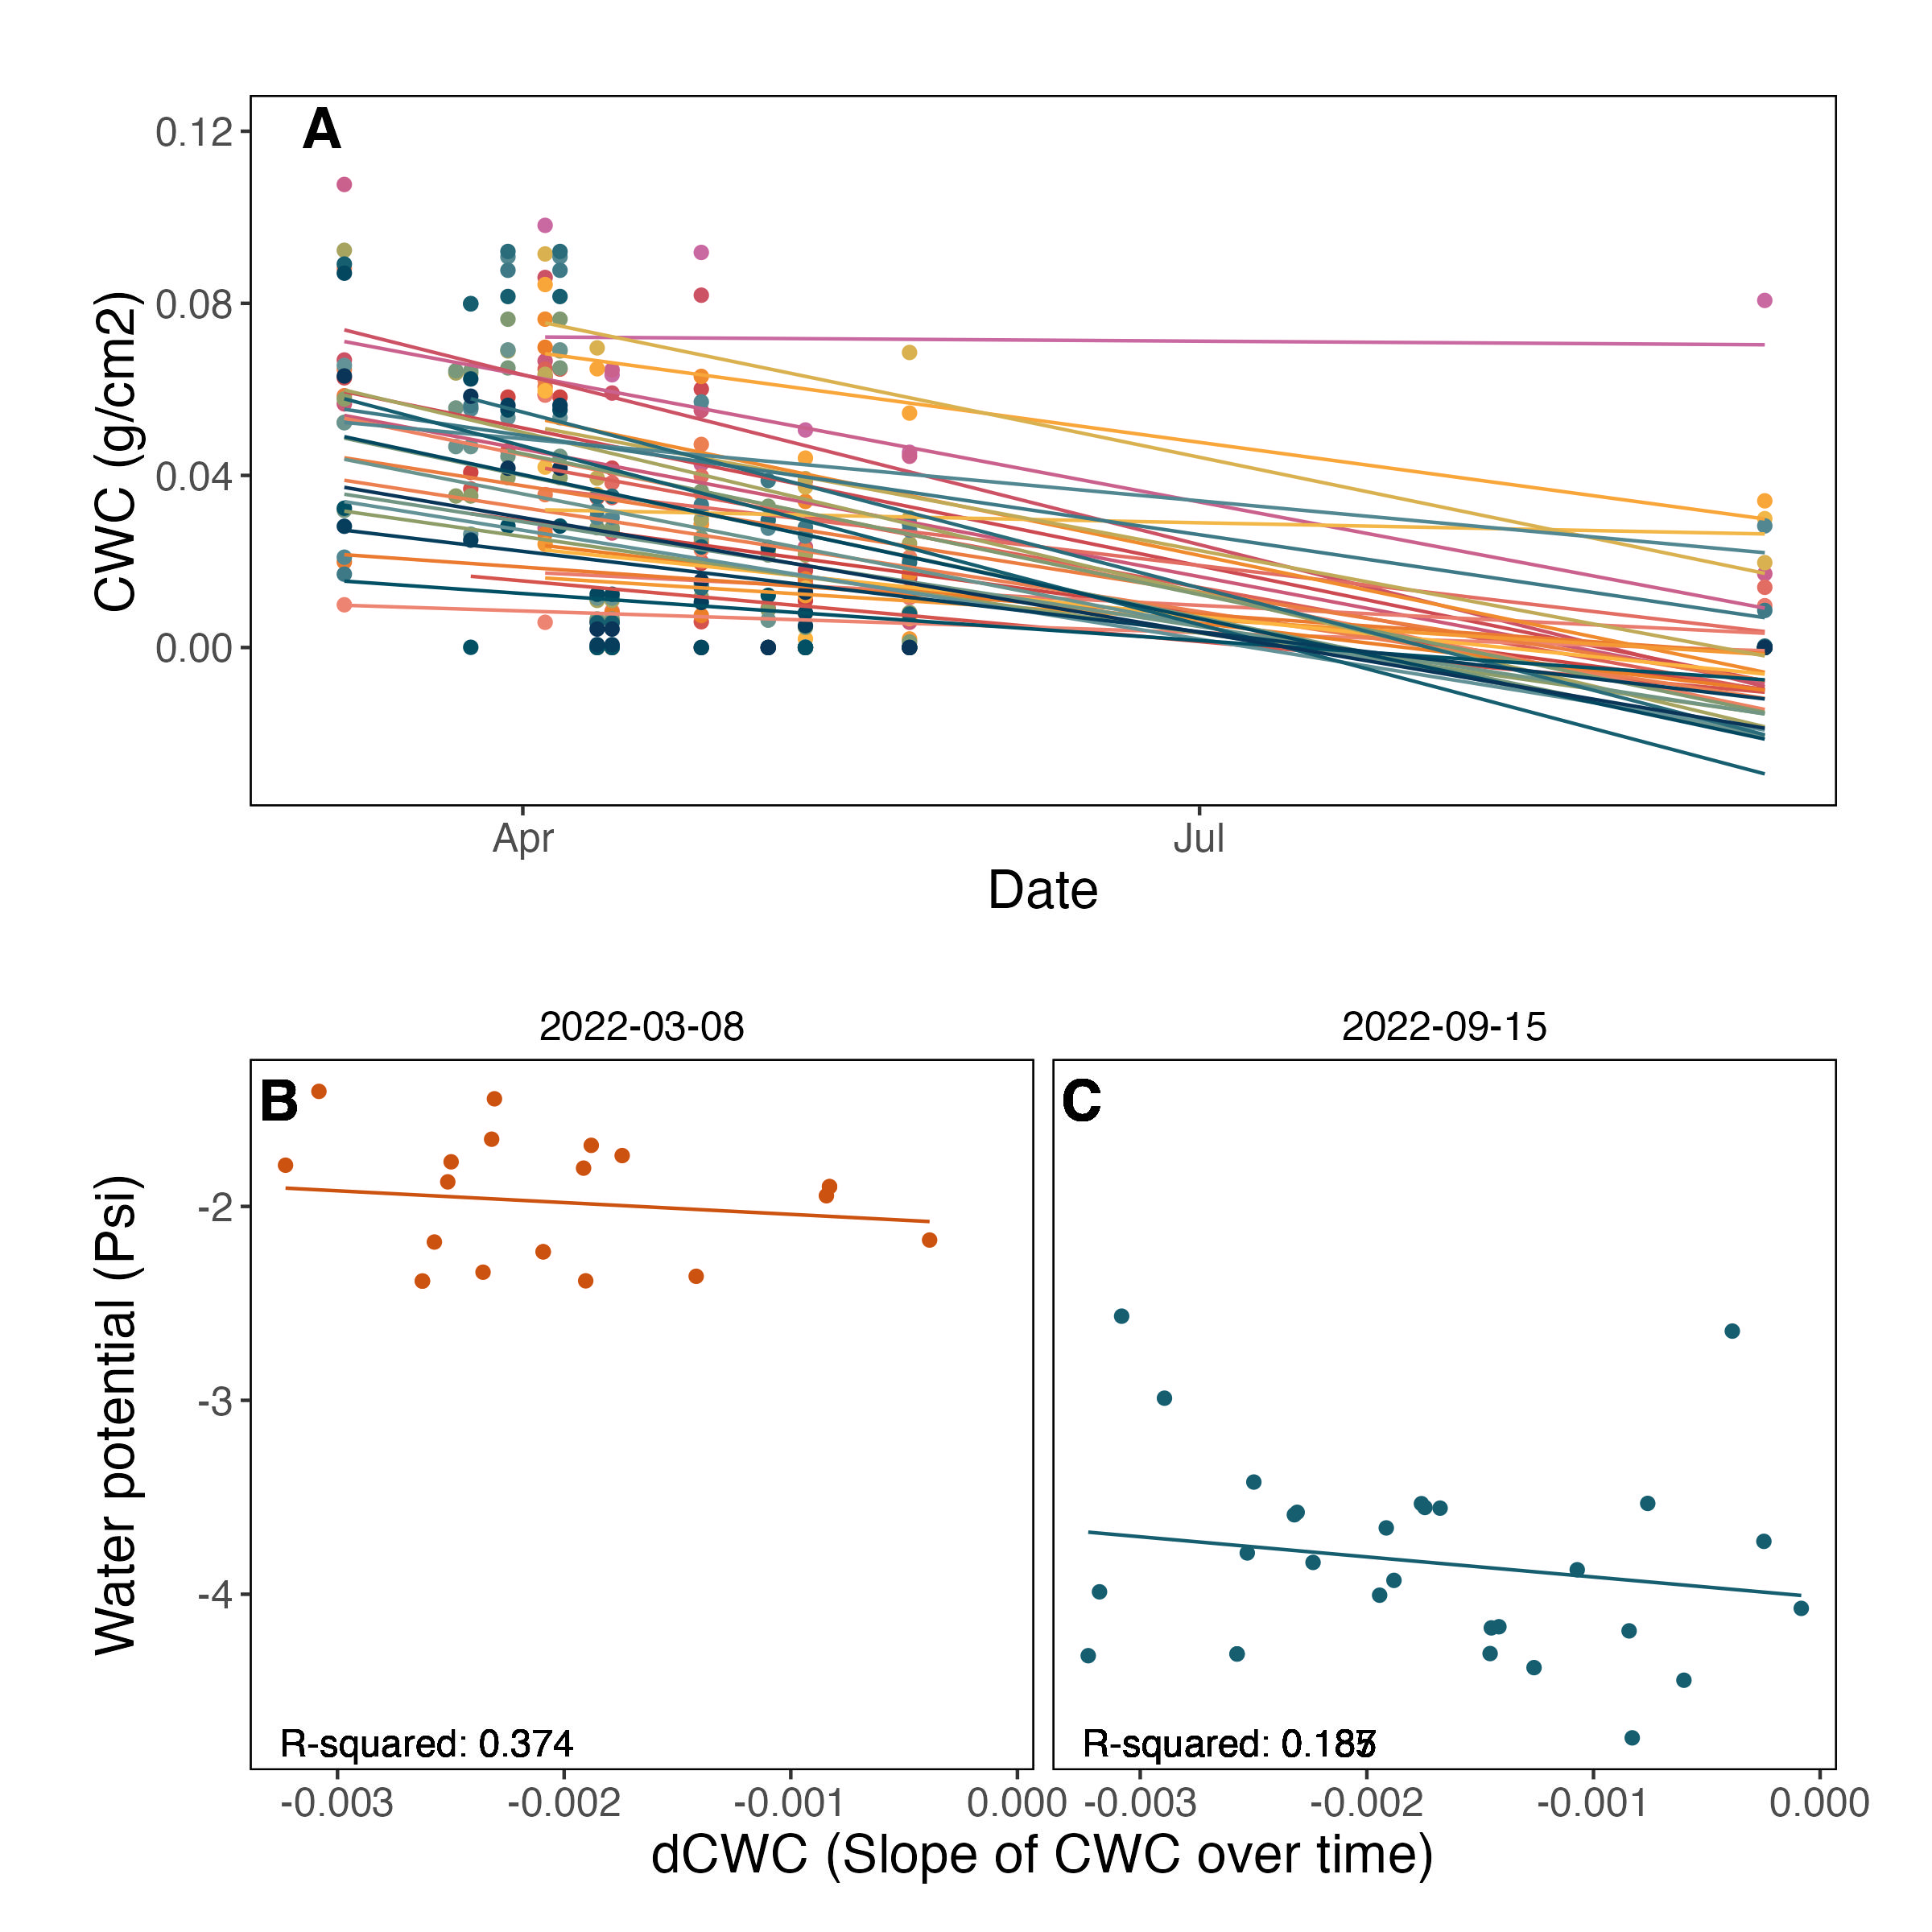 A
0.12
0.08
0.04
0.00
CWC (g/cm2)
Apr
Jul
Date
2022-03-08
2022-09-15
B
C
-2
-3
-4
Water potential (Psi)
R-squared: 0.374
R-squared:
-0.003
-0.002
-0.001
0.000
-0.003
-0.002
-0.001
0.000
dCWC (Slope of CWC over time)